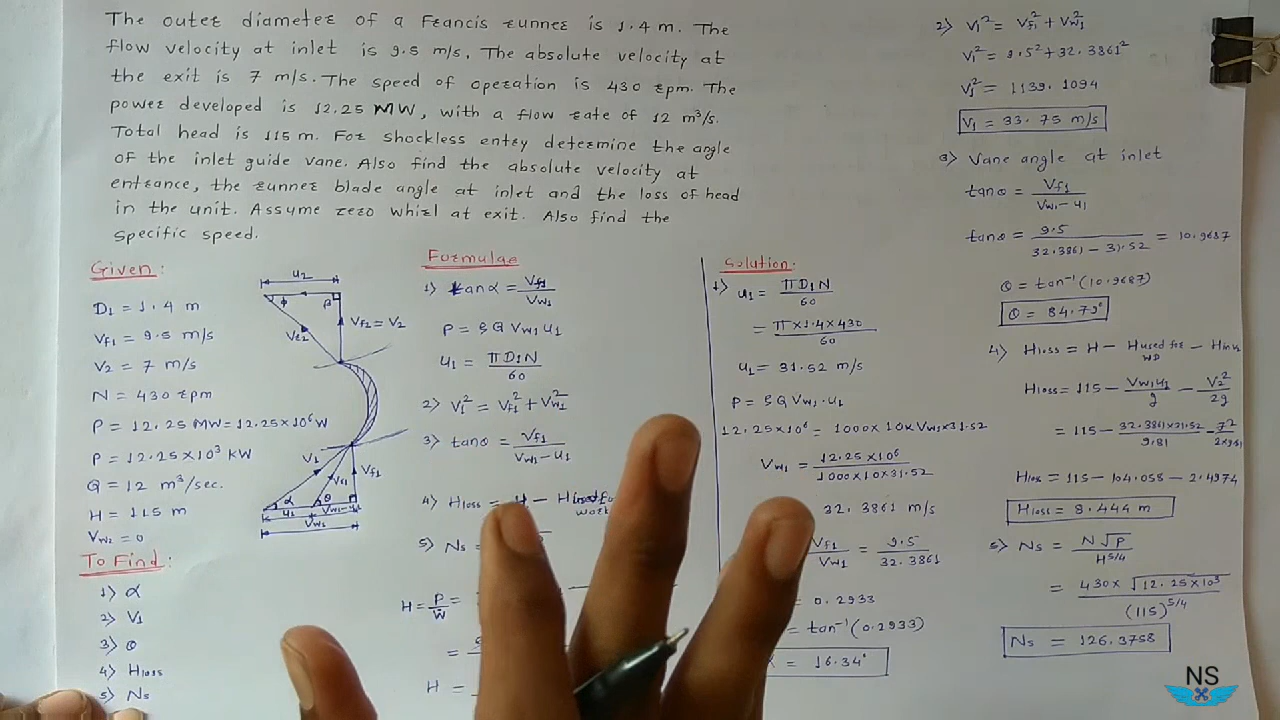 The outer diameter of a Francis runner is 1.4 m. The
flow velocity at inlet is 9.5 m/s. The absolute velocity at
the exit is 7 m/s. The speed of operation is 430 rpm. The
power developed is 12.25 MW, with a flow rate of 12 m³/s.
Total head is 115 m. For shockless entry determine the angle
of the inlet guide vane. Also find the absolute velocity at
entrance, the runner blade angle at inlet and the loss of head
in the unit. Assume zero whirl at exit. Also find the
specific speed.
Given:
D1 = 1.4 m
Vf1 = 9.5 m/s
V2 = 7 m/s
N = 430 rpm
P = 12.25 MW = 12.25×10⁶ W
P = 12.25×10³ kW
Q = 12 m³/sec.
H = 115 m
Vw2 = 0
To Find:
1) α
2) V1
3) θ
4) Hloss
5) Ns
u2
ϕ
β
Vr2
Vf2 = V2
V1
Vr1
Vf1
α
θ
u1
Vw1-u1
Vw1
Formulae
1) tan α = Vf1/Vw1
P = ρ Q Vw1 u1
u1 = πD1N/60
2) V1² = Vf1² + Vw1²
3) tanθ = Vf1/(Vw1 - u1)
4) Hloss = H -
5) Ns =
H = P/W =
=
H =
Solution:
1) u1 = πD1N/60
= π×1.4×430/60
u1 = 31.52 m/s
P = ρ Q Vw1 · u1
12.25×10⁶ = 1000×10×Vw1×31.52
Vw1 = 12.25×10⁶/1000×10×31.52
32.3861 m/s
Vf1/Vw1 = 9.5/32.3861
= 0.2933
= tan⁻¹(0.2933)
= 16.34°
2) V1² = Vf1² + Vw1²
V1² = 9.5² + 32.3861²
V1² = 1139.1094
V1 = 33.75 m/s
3) Vane angle at inlet
tanθ = Vf1/(Vw1 - u1)
tanθ = 9.5/(32.3861 - 31.52) = 10.9687
θ = tan⁻¹(10.9687)
θ = 84.79°
4) Hloss = H - Hused for WD -
Hloss = 115 - Vw1u1/g - V2²/2g
= 115 - 32.3861×31.52/9.81 - 7²/2×9.81
Hloss = 115 - 104.058 - 2.4974
Hloss = 8.444 m
5) Ns = N√P/H^5/4
= 430 × √12.25×10³/(115)^5/4
Ns = 126.3758
NS